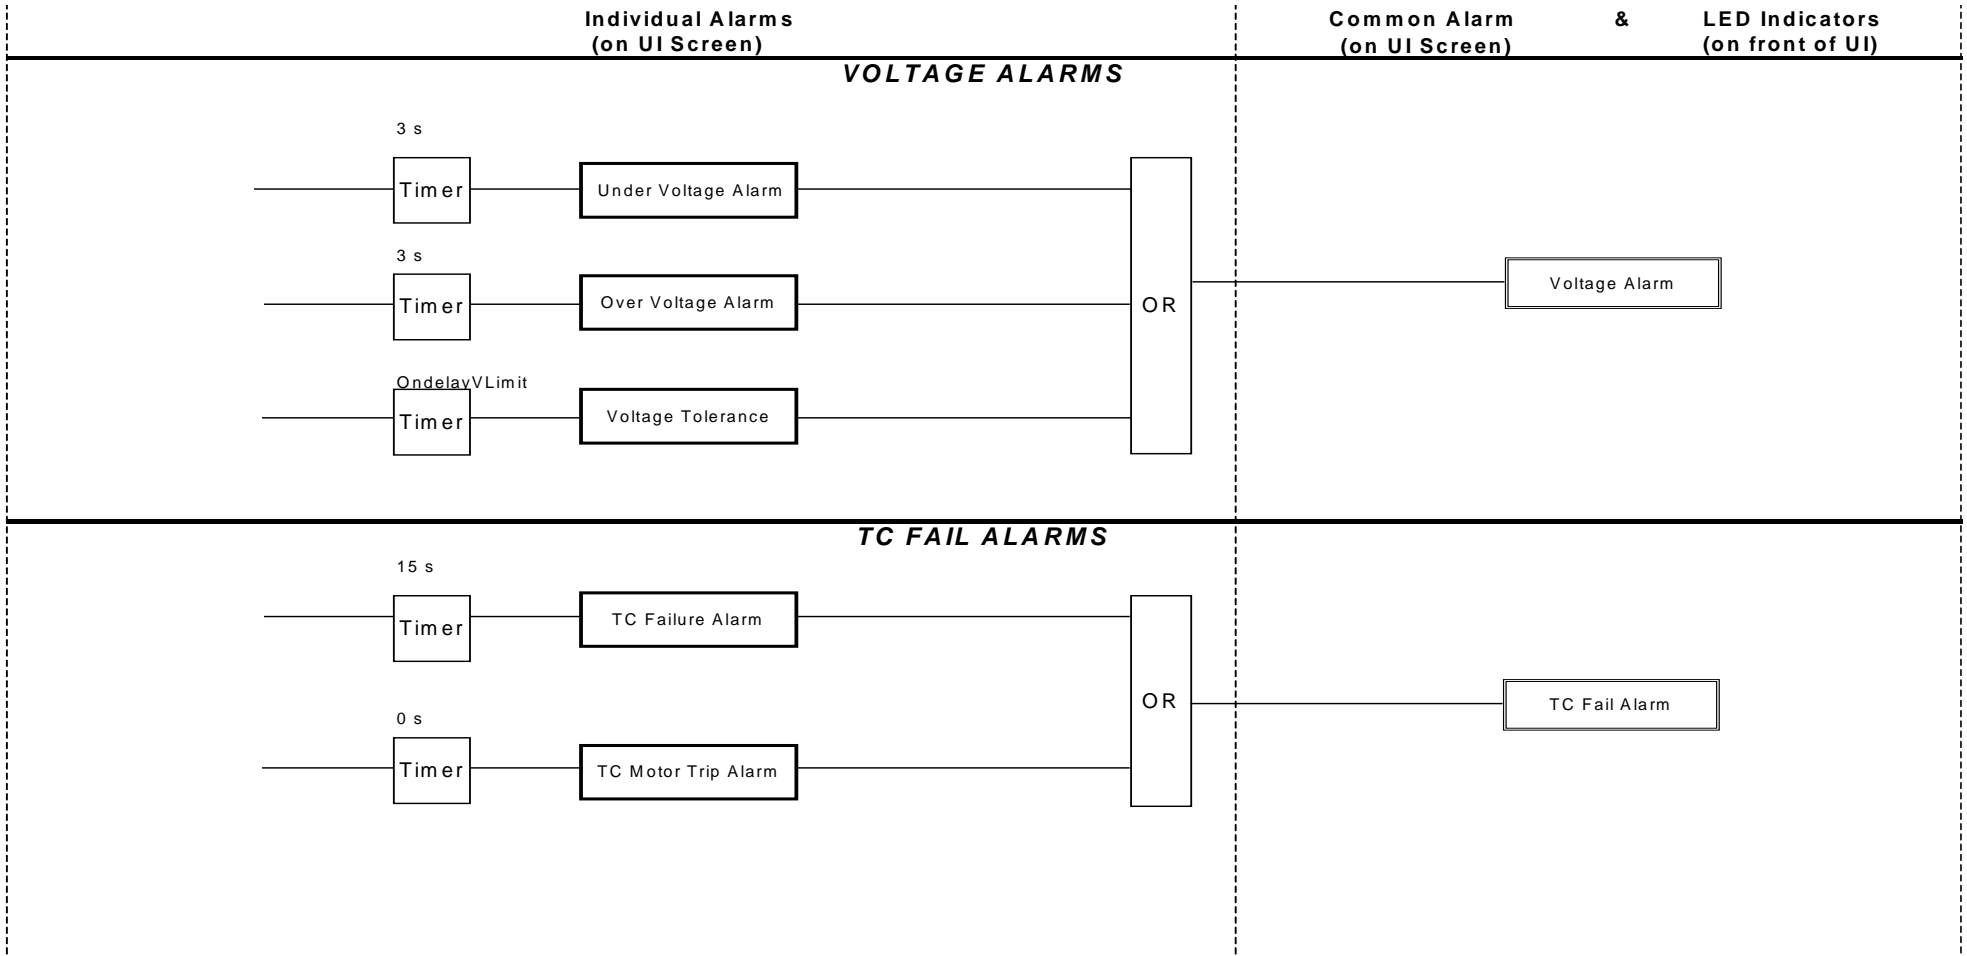 Individual Alarms
(on UI Screen)
Common Alarm & LED Indicators
(on UI Screen) (on front of UI)
VOLTAGE ALARMS
3 s
Timer
Under Voltage Alarm
3 s
Timer
Over Voltage Alarm
OR
Voltage Alarm
OndelayVLimit
Timer
Voltage Tolerance
TC FAIL ALARMS
15 s
Timer
TC Failure Alarm
OR
TC Fail Alarm
0 s
Timer
TC Motor Trip Alarm